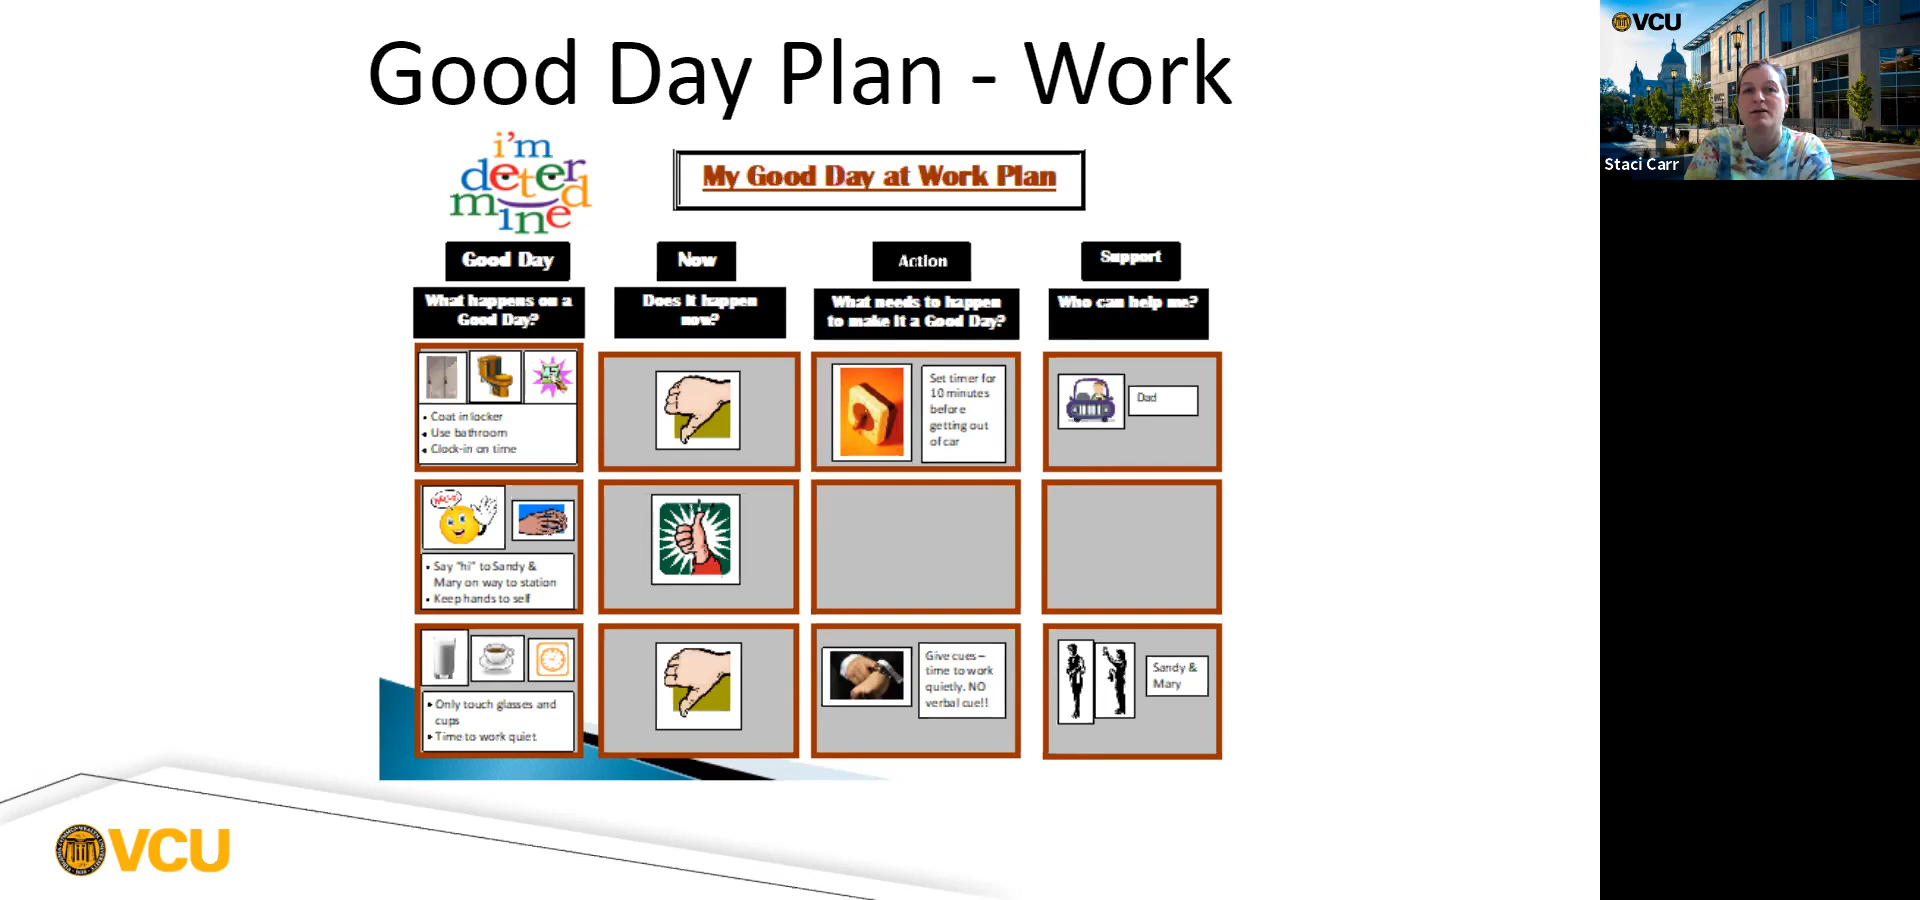 Good Day Plan - Work
VCU
Staci Carr
i'm
deter
mined
My Good Day at Work Plan
Good Day
Now
Action
Support
What happens on a
Good Day?
Does it happen
now?
What needs to happen
to make it a Good Day?
Who can help me?
• Coat in locker
• Use bathroom
• Clock-in on time
Set timer for
10 minutes
before
getting out
of car
Dad
• Say "hi" to Sandy &
Mary on way to station
• Keep hands to self
• Only touch glasses and
cups
• Time to work quiet
Give cues –
time to work
quietly. NO
verbal cue!!
Sandy &
Mary
VCU